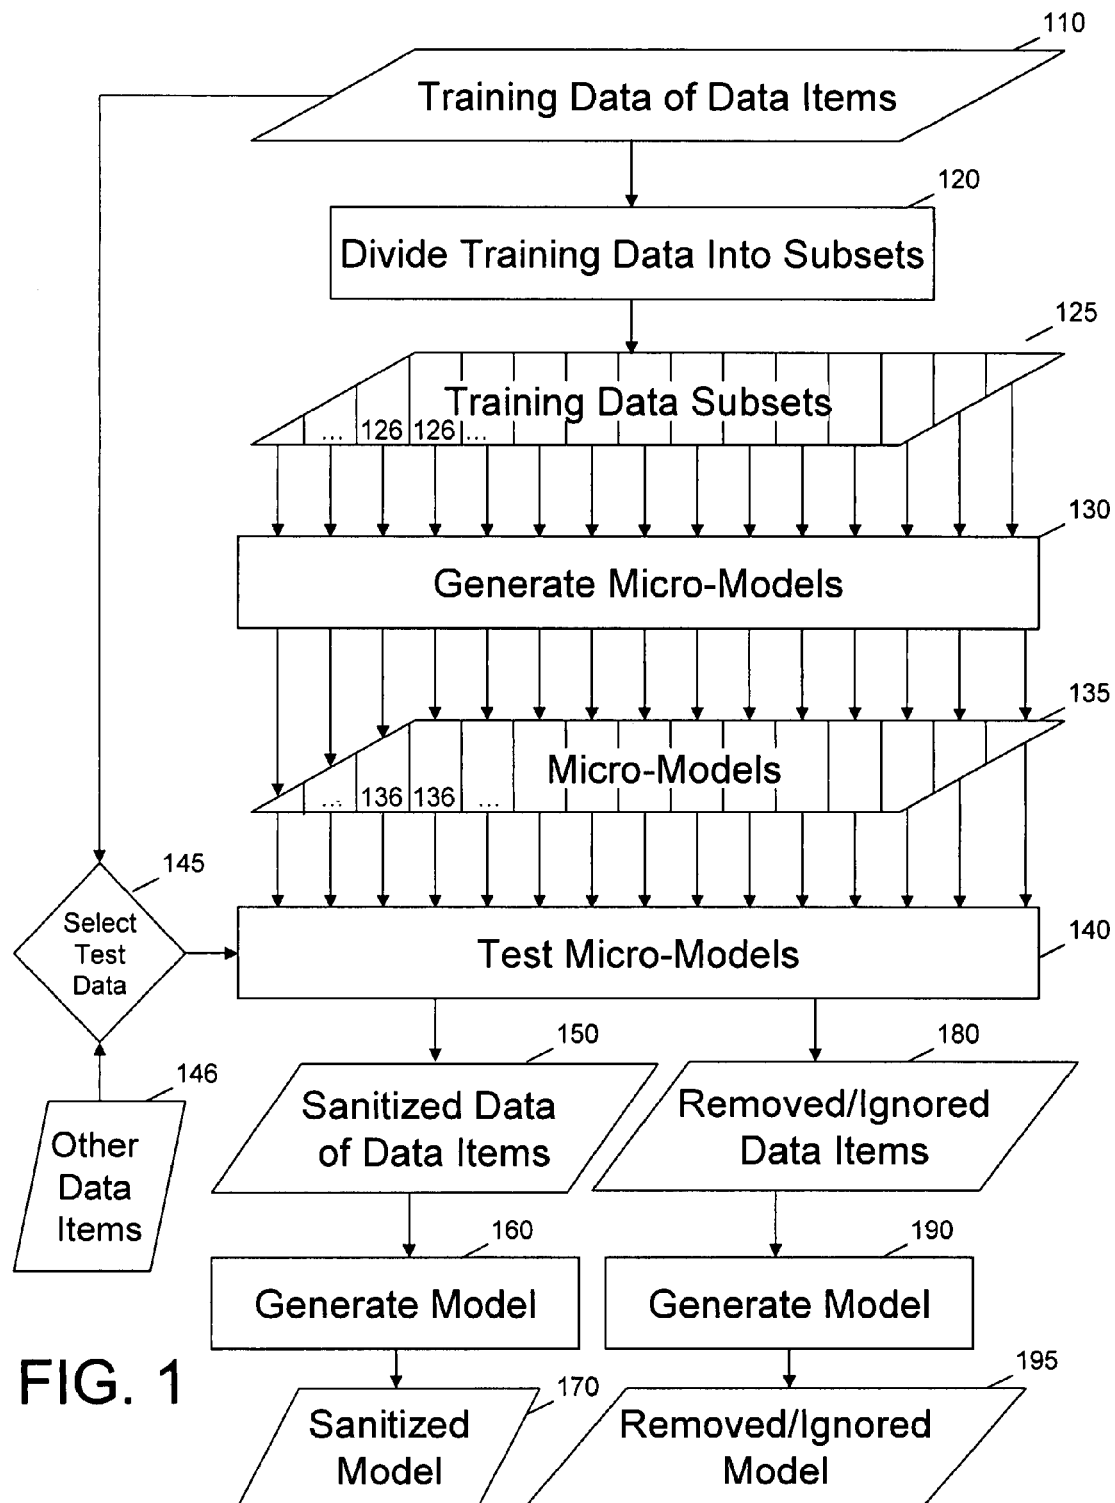 110
Training Data of Data Items
120
Divide Training Data Into Subsets
125
Training Data Subsets
... 126 126 ...
130
Generate Micro-Models
135
Micro-Models
... 136 136 ...
145
Select
Test
Data
Test Micro-Models
140
150
180
146
Sanitized Data
of Data Items
Removed/Ignored
Data Items
Other
Data
Items
160
190
Generate Model
Generate Model
FIG. 1
170
195
Sanitized
Model
Removed/Ignored
Model